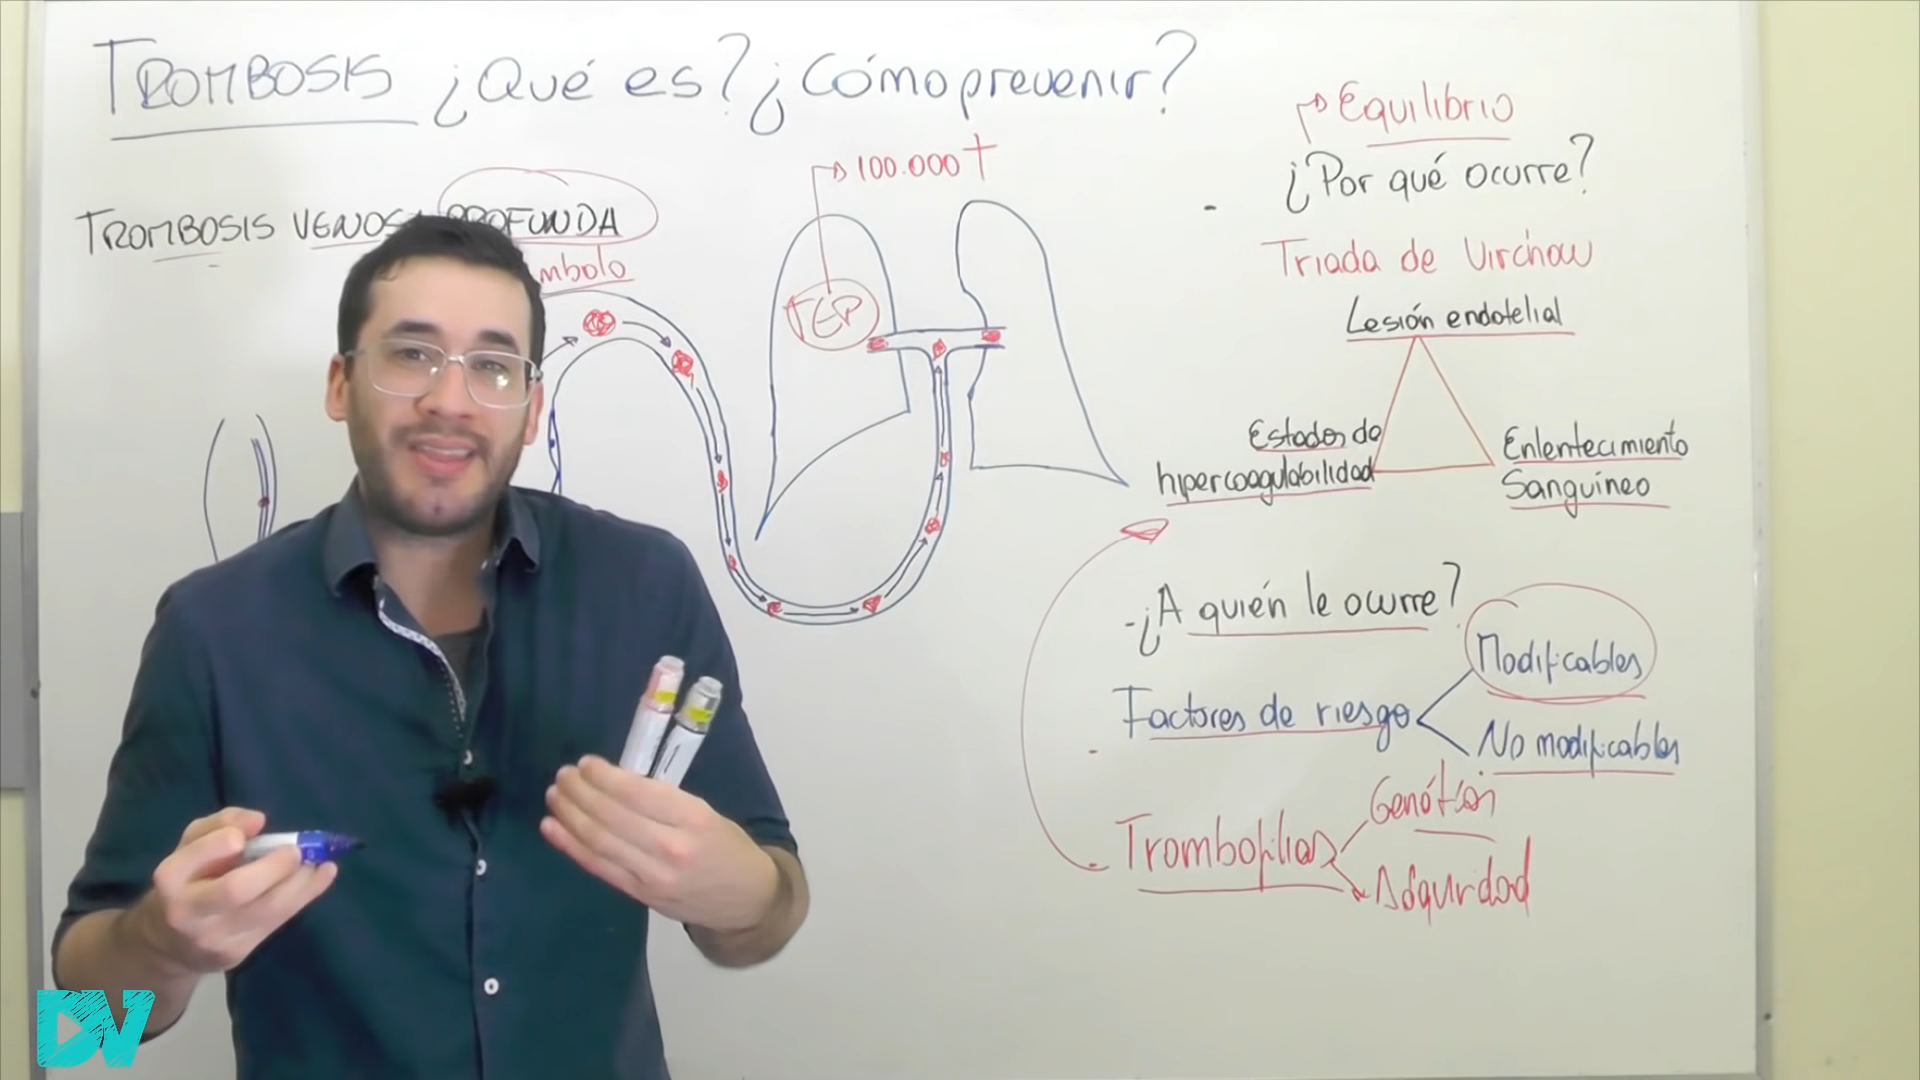 TROMBOSIS ¿Qué es? ¿Cómo prevenir?
TROMBOSIS VENOSA PROFUNDA
mbolo
100.000 †
TEP
Equilibrio
¿Por qué ocurre?
Triada de Virchow
Lesión endotelial
Estados de
hipercoagulabilidad
Enlentecimiento
Sanguíneo
- ¿A quién le ocurre?
Factores de riesgo
Modificables
No modificables
- Trombofilias
DV